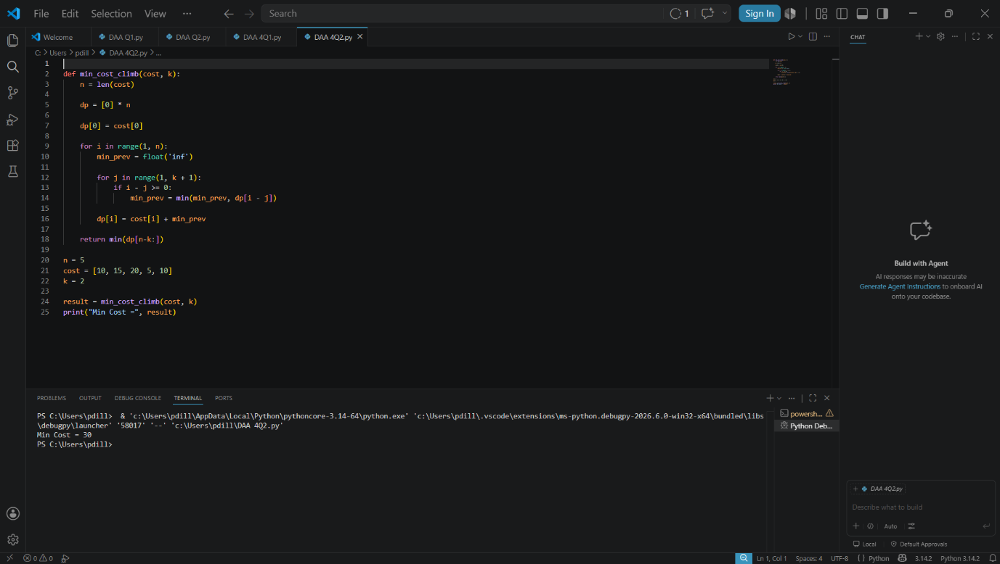 File Edit Selection View ... Search 1 Sign In
Welcome DAA Q1.py DAA Q2.py DAA 4Q1.py DAA 4Q2.py
C: > Users > pdill > DAA 4Q2.py > ...
1
2 def min_cost_climb(cost, k):
3     n = len(cost)
4
5     dp = [0] * n
6
7     dp[0] = cost[0]
8
9     for i in range(1, n):
10         min_prev = float('inf')
11
12         for j in range(1, k + 1):
13             if i - j >= 0:
14                 min_prev = min(min_prev, dp[i - j])
15
16         dp[i] = cost[i] + min_prev
17
18     return min(dp[n-k:])
19
20 n = 5
21 cost = [10, 15, 20, 5, 10]
22 k = 2
23
24 result = min_cost_climb(cost, k)
25 print("Min Cost =", result)
PROBLEMS OUTPUT DEBUG CONSOLE TERMINAL PORTS
PS C:\Users\pdill>  & 'c:\Users\pdill\AppData\Local\Python\pythoncore-3.14-64\python.exe' 'c:\Users\pdill\.vscode\extensions\ms-python.debugpy-2026.6.0-win32-x64\bundled\libs
\debugpy\launcher' '58017' '--' 'c:\Users\pdill\DAA 4Q2.py'
Min Cost = 30
PS C:\Users\pdill>
powersh...
Python Deb...
CHAT
Build with Agent
AI responses may be inaccurate
Generate Agent Instructions to onboard AI
onto your codebase.
DAA 4Q2.py
Describe what to build
Auto
Local Default Approvals
0 0 Ln 1, Col 1 Spaces: 4 UTF-8 {} Python 3.14.2 Python 3.14.2